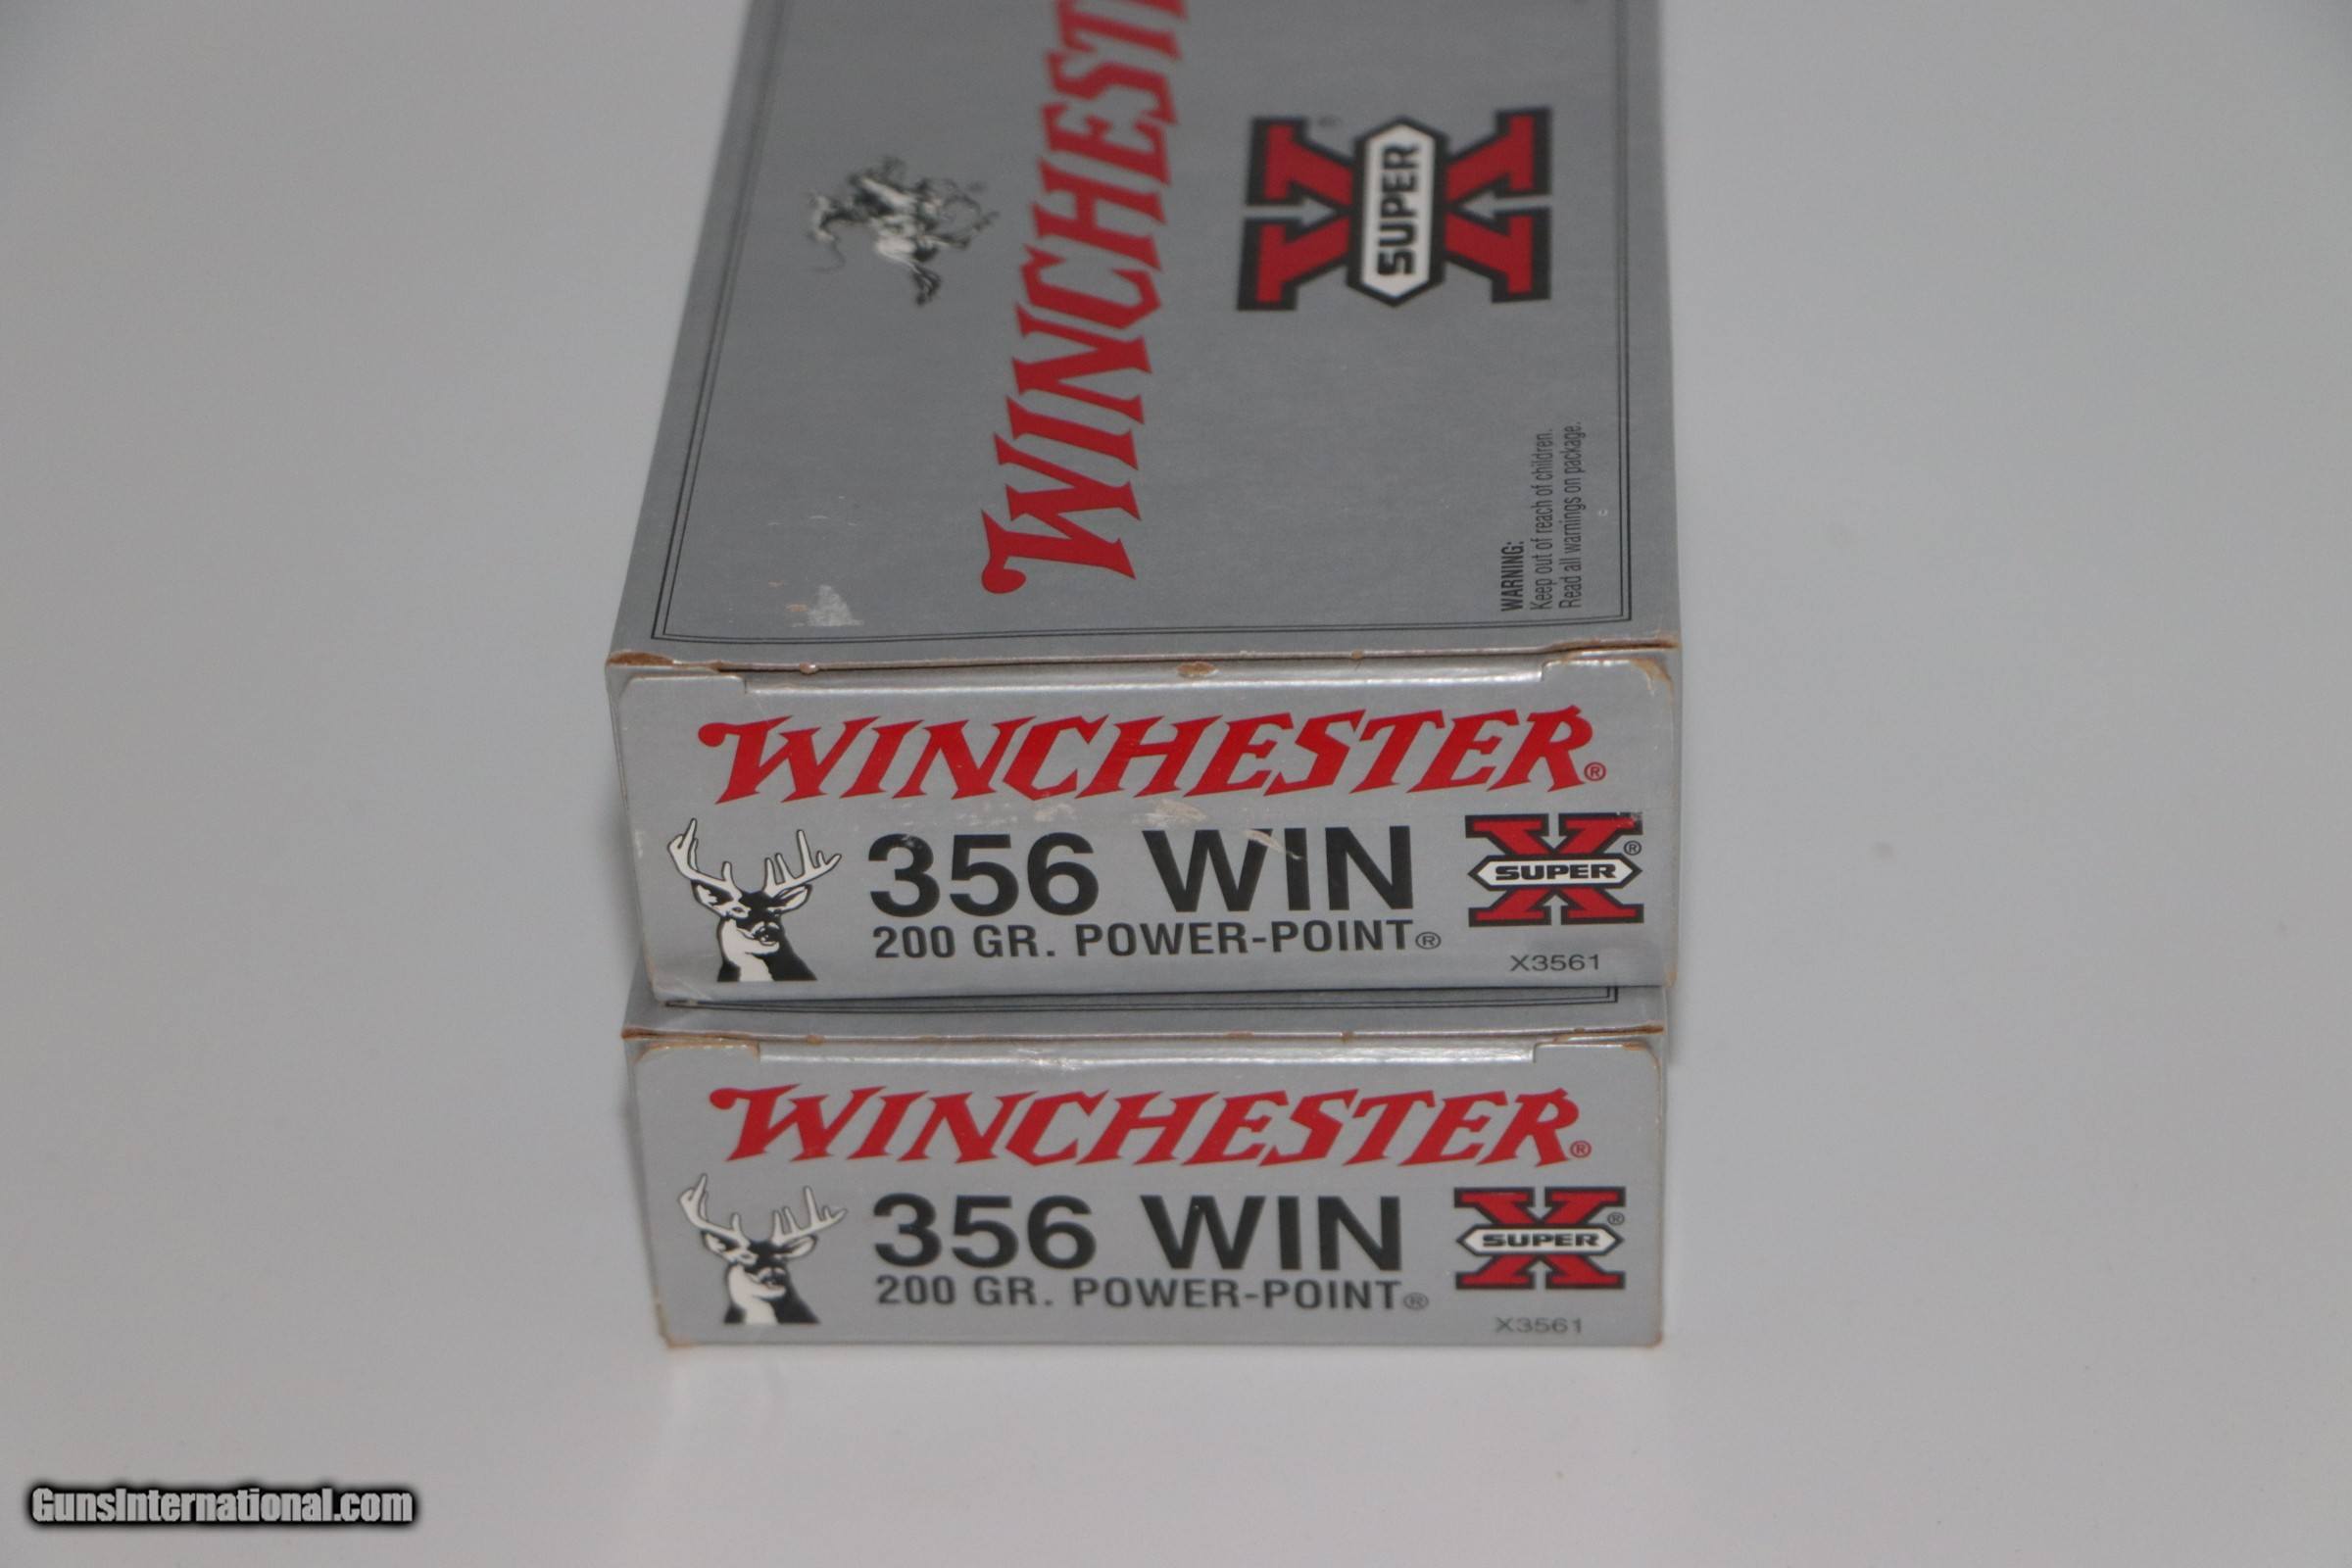 WINCHEST
X
SUPER
WARNING:
Keep out of reach of children.
Read all warnings on package.
WINCHESTER®
356 WIN
200 GR. POWER-POINT®
X®
SUPER
X3561
WINCHESTER®
356 WIN
200 GR. POWER-POINT®
X®
SUPER
X3561
GunsInternational.com